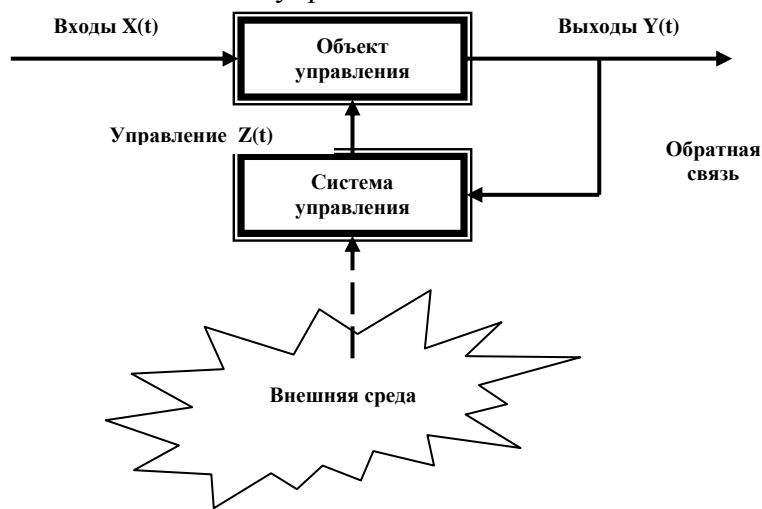 Входы X(t)
Выходы Y(t)
Объект
управления
Управление Z(t)
Обратная
связь
Система
управления
Внешняя среда